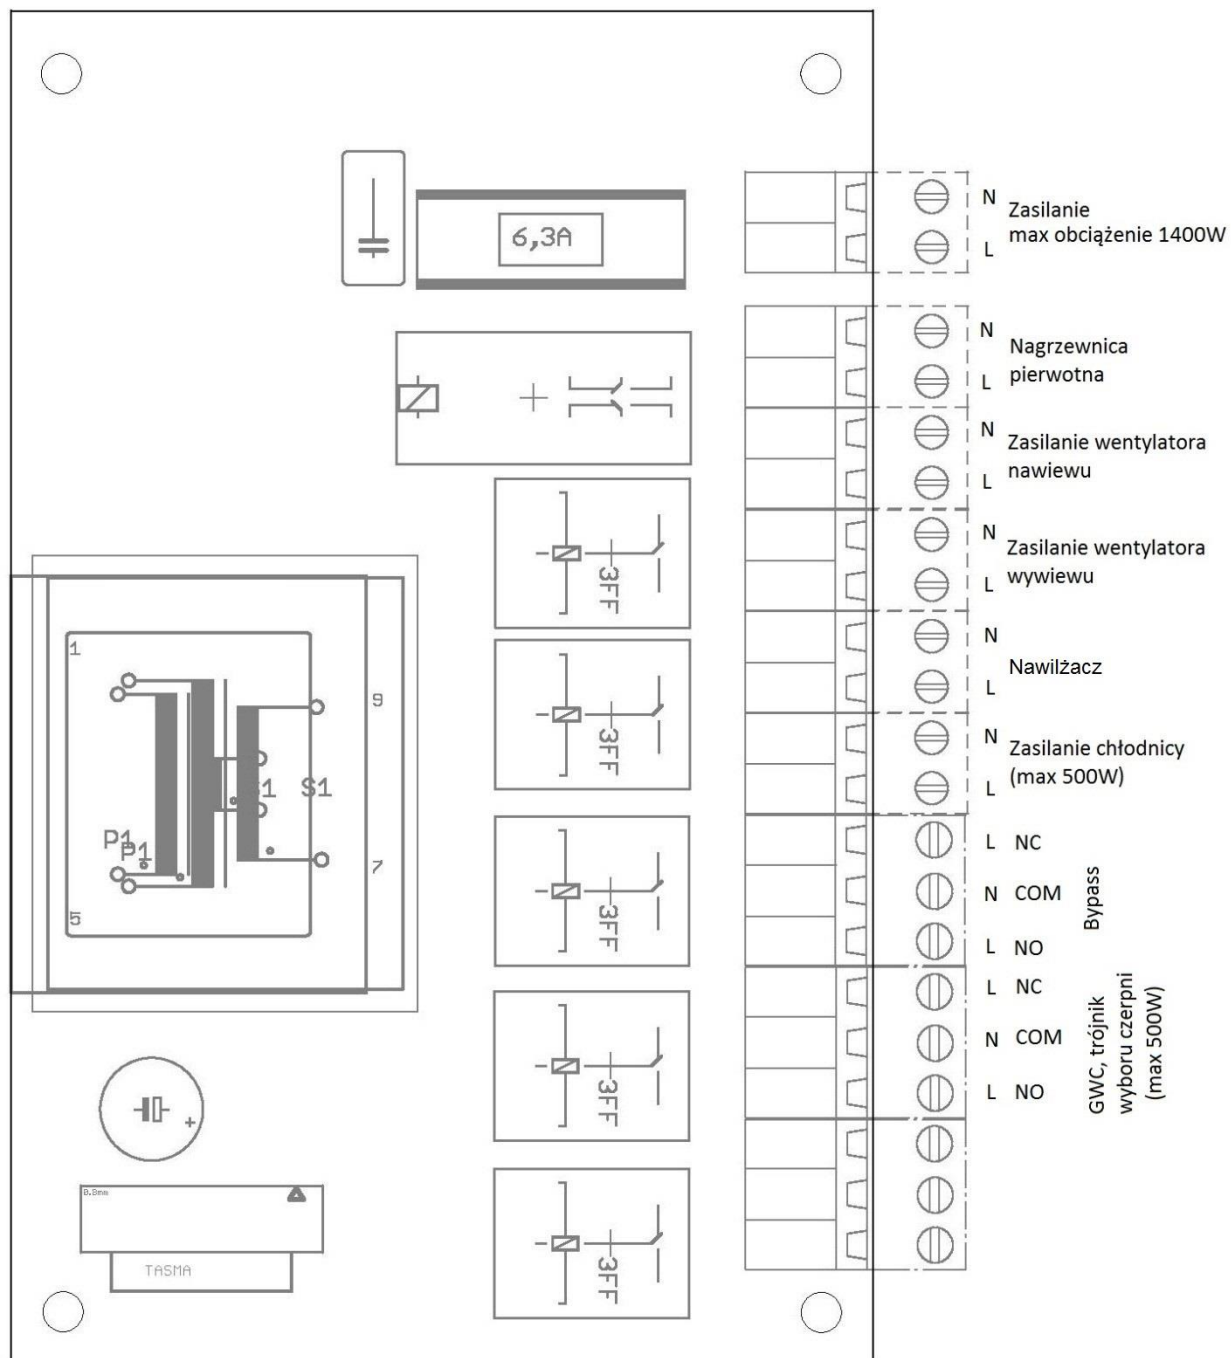 6,3A
N
Zasilanie
max obciążenie 1400W
L
N
Nagrzewnica
pierwotna
L
N
Zasilanie wentylatora
nawiewu
L
N
Zasilanie wentylatora
wywiewu
L
N
Nawilżacz
L
N
Zasilanie chłodnicy
(max 500W)
L
L NC
N COM
L NO
Bypass
L NC
N COM
L NO
GWC, trójnik
wyboru czerpni
(max 500W)
3FF
3FF
3FF
3FF
3FF
1
9
S1
P1
P1
7
5
0.8mm
+
TASMA